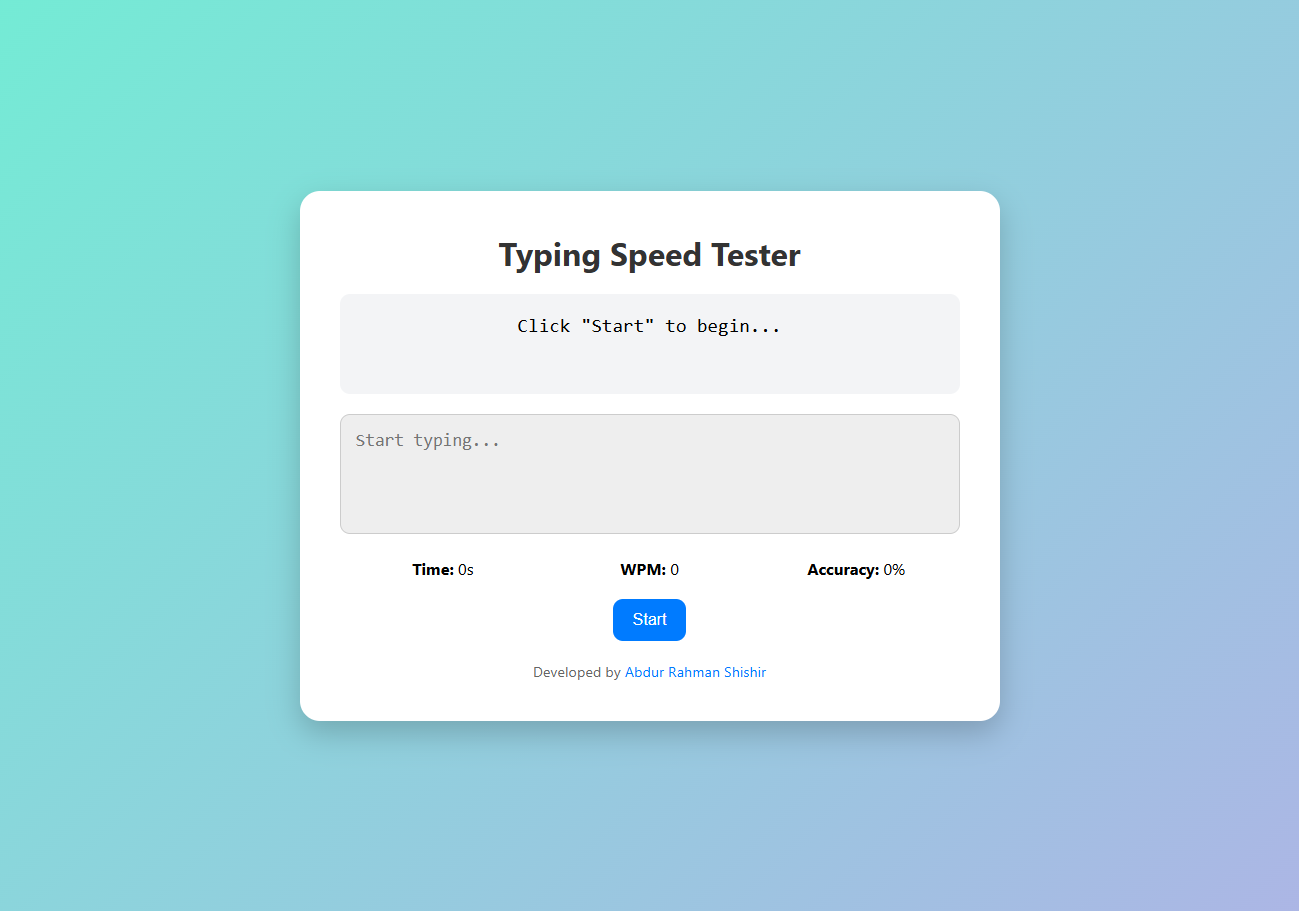 Typing Speed Tester
Click "Start" to begin...
Start typing...
Time: 0s WPM: 0 Accuracy: 0%
Start
Developed by Abdur Rahman Shishir